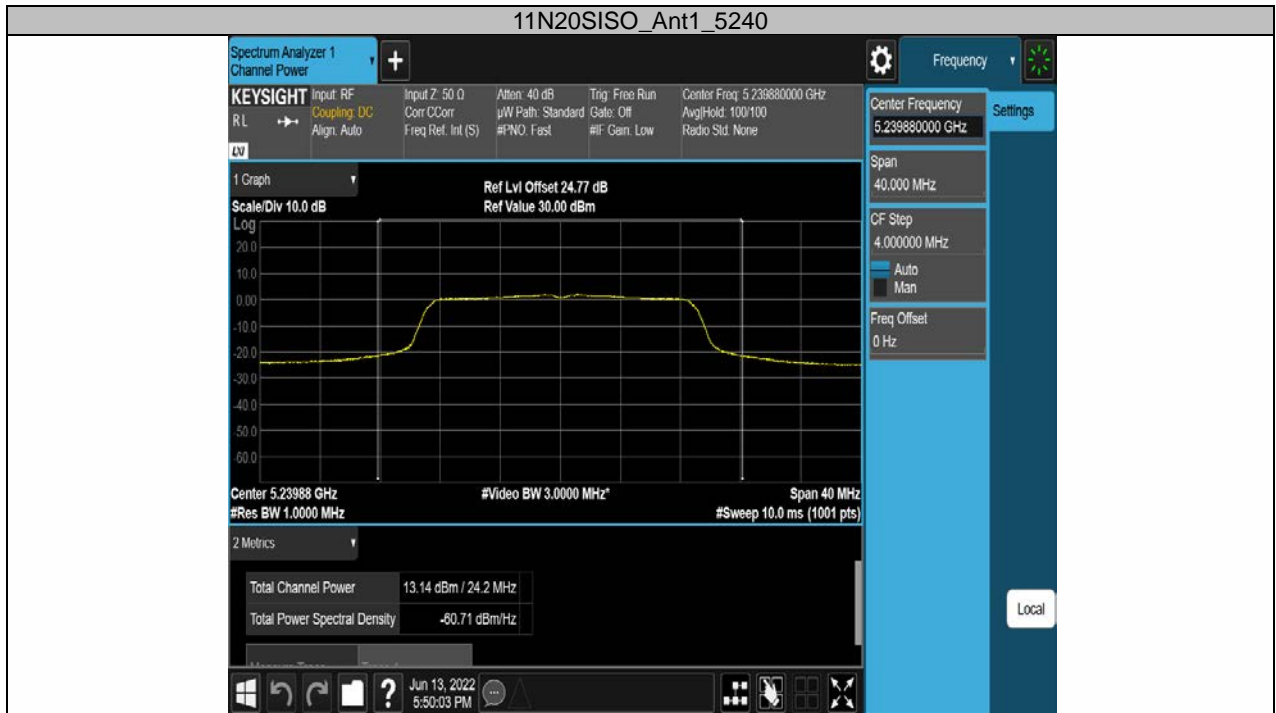 11N20SISO_Ant1_5240
Spectrum Analyzer 1
Channel Power
Frequency
KEYSIGHT
RL
LXI
Input: RF
Coupling: DC
Align: Auto
Input Z: 50 Ω
Corr CCorr
Freq Ref: Int (S)
Atten: 40 dB
µW Path: Standard
#PNO: Fast
Trig: Free Run
Gate: Off
#IF Gain: Low
Center Freq: 5.239880000 GHz
Avg|Hold: 100/100
Radio Std: None
Center Frequency
5.239880000 GHz
Settings
Span
40.000 MHz
CF Step
4.000000 MHz
Auto
Man
Freq Offset
0 Hz
Local
1 Graph
Scale/Div 10.0 dB
Ref Lvl Offset 24.77 dB
Ref Value 30.00 dBm
Log
20.0
10.0
0.00
-10.0
-20.0
-30.0
-40.0
-50.0
-60.0
Center 5.23988 GHz
#Video BW 3.0000 MHz*
Span 40 MHz
#Res BW 1.0000 MHz
#Sweep 10.0 ms (1001 pts)
2 Metrics
Total Channel Power 13.14 dBm / 24.2 MHz
Total Power Spectral Density -60.71 dBm/Hz
Jun 13, 2022
5:50:03 PM